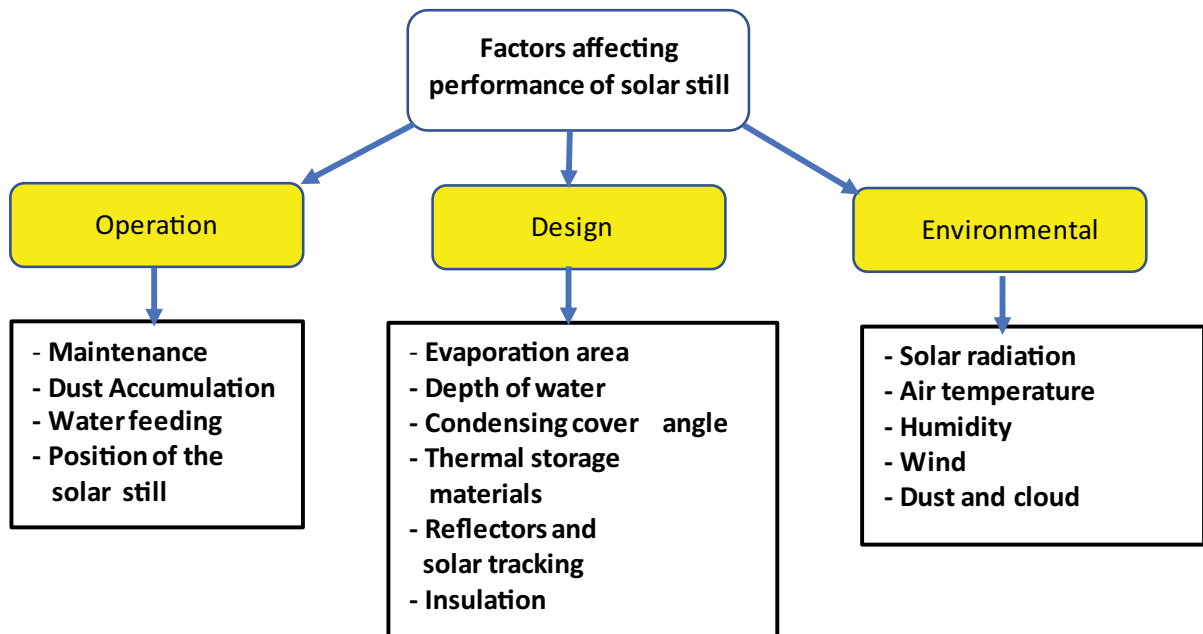 Factors affecting
performance of solar still
Operation
Design
Environmental
- Maintenance
- Dust Accumulation
- Water feeding
- Position of the
solar still
- Evaporation area
- Depth of water
- Condensing cover angle
- Thermal storage
materials
- Reflectors and
solar tracking
- Insulation
- Solar radiation
- Air temperature
- Humidity
- Wind
- Dust and cloud